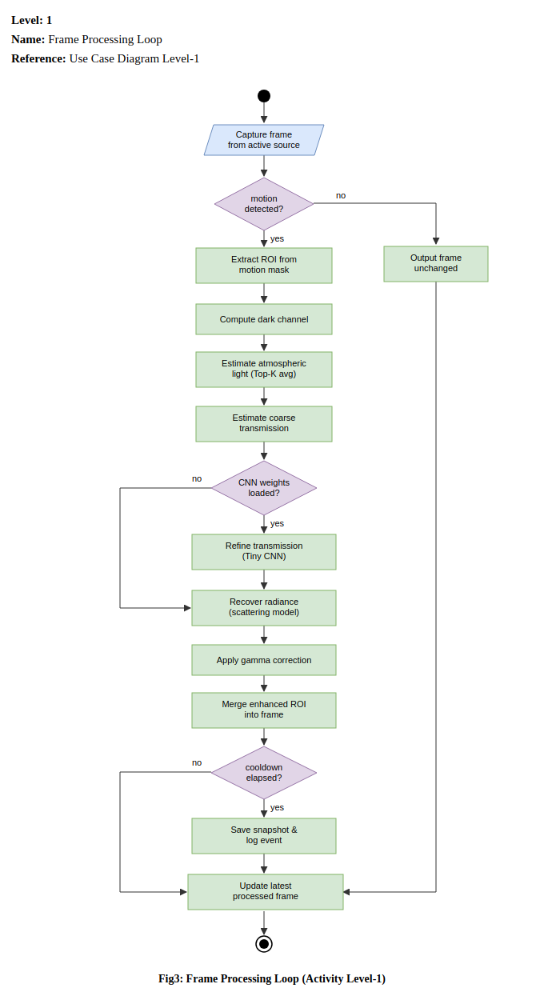 Level: 1
Name: Frame Processing Loop
Reference: Use Case Diagram Level-1
Capture frame
from active source
motion
detected?
no
yes
Extract ROI from
motion mask
Output frame
unchanged
Compute dark channel
Estimate atmospheric
light (Top-K avg)
Estimate coarse
transmission
CNN weights
loaded?
no
yes
Refine transmission
(Tiny CNN)
Recover radiance
(scattering model)
Apply gamma correction
Merge enhanced ROI
into frame
cooldown
elapsed?
no
yes
Save snapshot &
log event
Update latest
processed frame
Fig3: Frame Processing Loop (Activity Level-1)